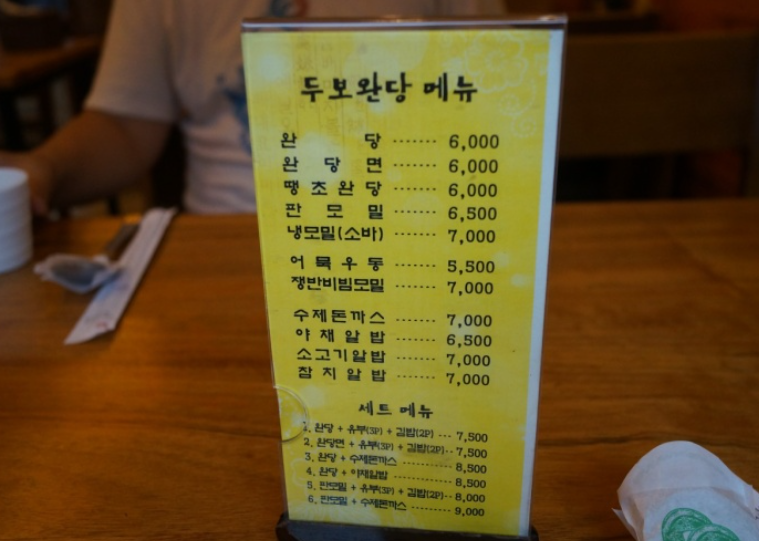 두보완당 메뉴
완 당 ······· 6,000
완 당 면 ······· 6,000
땡 초 완 당 ······· 6,000
판 모 밀 ······· 6,500
냉모밀(소바) ······· 7,000
어 묵 우 동 ······· 5,500
쟁반비빔모밀 ······· 7,000
수제돈까스 ······· 7,000
야 채 알 밥 ······· 6,500
소고기알밥 ······· 7,000
참 치 알 밥 ······· 7,000
세트 메뉴
1. 완당 + 유부(3P) + 김밥(2P) ··· 7,500
2. 완당면 + 유부(3P) + 김밥(2P)·· 7,500
3. 완당 + 수제돈까스 ············ 8,500
4. 완당 + 야채알밥 ············· 8,500
5. 판모밀 + 유부(3P) + 김밥(2P)·· 8,000
6. 판모밀 + 수제돈까스 ·········· 9,000